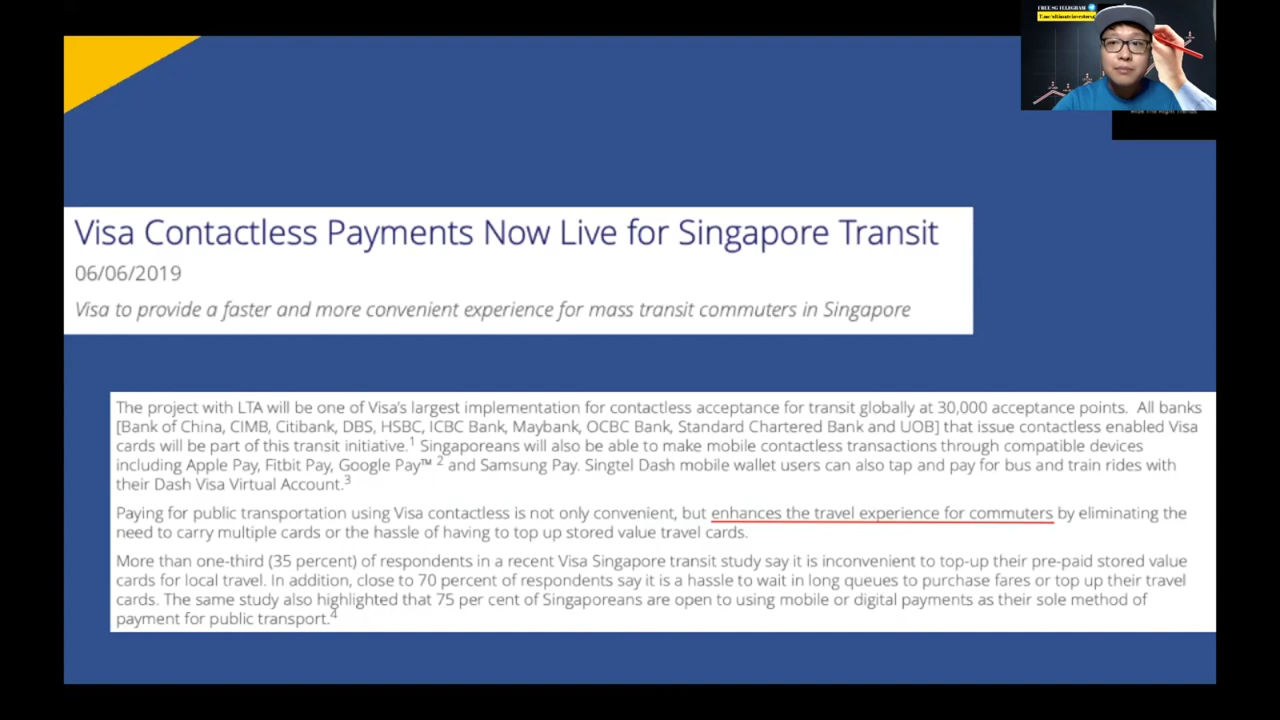 FREE SG TELEGRAM
Visa Contactless Payments Now Live for Singapore Transit
06/06/2019
Visa to provide a faster and more convenient experience for mass transit commuters in Singapore
The project with LTA will be one of Visa's largest implementation for contactless acceptance for transit globally at 30,000 acceptance points. All banks
[Bank of China, CIMB, Citibank, DBS, HSBC, ICBC Bank, Maybank, OCBC Bank, Standard Chartered Bank and UOB] that issue contactless enabled Visa
cards will be part of this transit initiative.1 Singaporeans will also be able to make mobile contactless transactions through compatible devices
including Apple Pay, Fitbit Pay, Google Pay™ 2 and Samsung Pay. Singtel Dash mobile wallet users can also tap and pay for bus and train rides with
their Dash Visa Virtual Account.3
Paying for public transportation using Visa contactless is not only convenient, but enhances the travel experience for commuters by eliminating the
need to carry multiple cards or the hassle of having to top up stored value travel cards.
More than one-third (35 percent) of respondents in a recent Visa Singapore transit study say it is inconvenient to top-up their pre-paid stored value
cards for local travel. In addition, close to 70 percent of respondents say it is a hassle to wait in long queues to purchase fares or top up their travel
cards. The same study also highlighted that 75 per cent of Singaporeans are open to using mobile or digital payments as their sole method of
payment for public transport.4